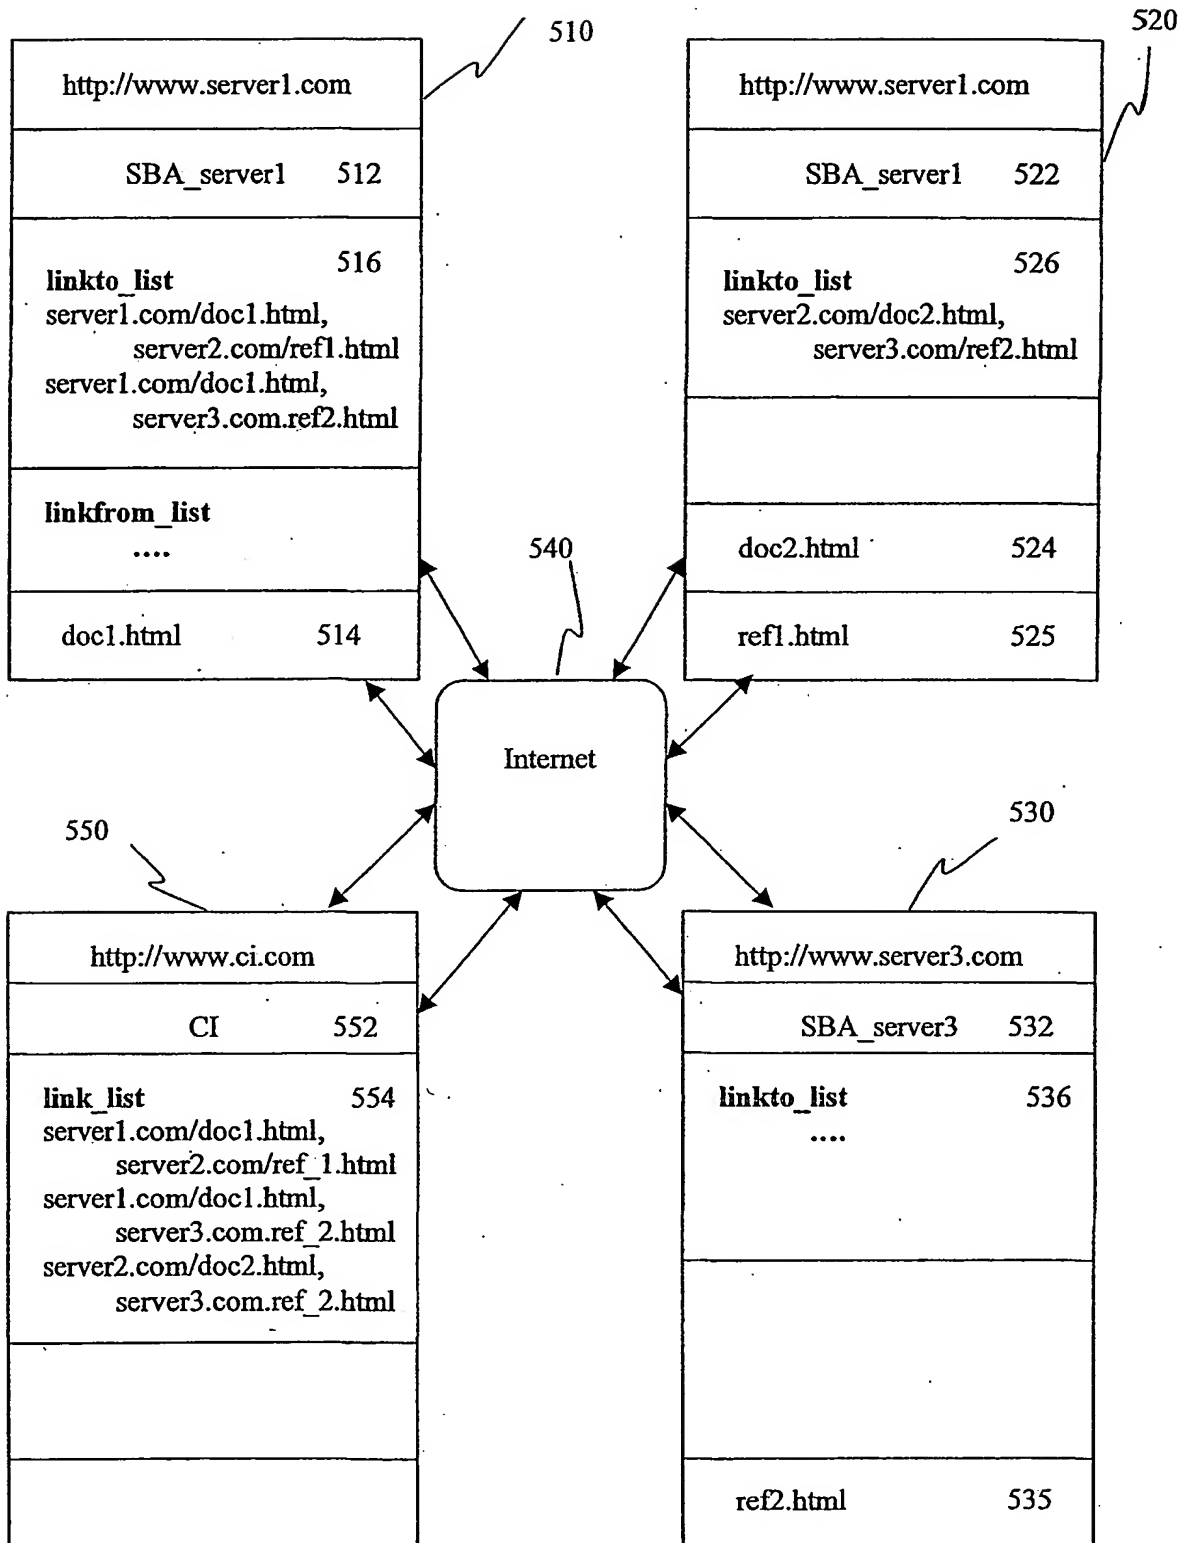 510
http://www.server1.com
SBA_server1 512
516
linkto_list
server1.com/doc1.html,
server2.com/ref1.html
server1.com/doc1.html,
server3.com.ref2.html
linkfrom_list
....
doc1.html 514
520
http://www.server1.com
SBA_server1 522
526
linkto_list
server2.com/doc2.html,
server3.com/ref2.html
doc2.html 524
ref1.html 525
540
Internet
550
http://www.ci.com
CI 552
link_list 554
server1.com/doc1.html,
server2.com/ref_1.html
server1.com/doc1.html,
server3.com.ref_2.html
server2.com/doc2.html,
server3.com.ref_2.html
530
http://www.server3.com
SBA_server3 532
linkto_list 536
....
ref2.html 535